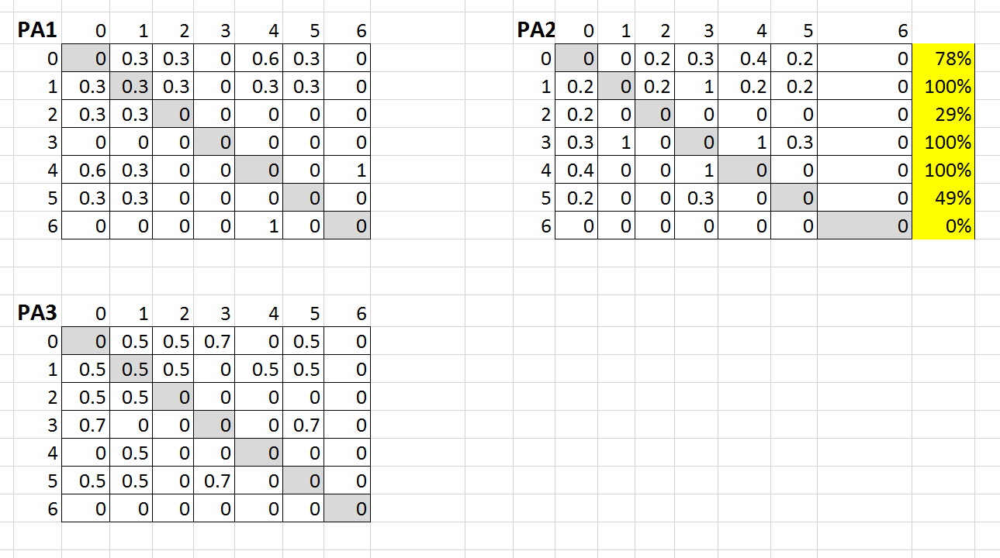 PA1 0 1 2 3 4 5 6 PA2 0 1 2 3 4 5 6
0 0 0.3 0.3 0 0.6 0.3 0 0 0 0 0.2 0.3 0.4 0.2 0 78%
1 0.3 0.3 0.3 0 0.3 0.3 0 1 0.2 0 0.2 1 0.2 0.2 0 100%
2 0.3 0.3 0 0 0 0 0 2 0.2 0 0 0 0 0 0 29%
3 0 0 0 0 0 0 0 3 0.3 1 0 0 1 0.3 0 100%
4 0.6 0.3 0 0 0 0 1 4 0.4 0 0 1 0 0 0 100%
5 0.3 0.3 0 0 0 0 0 5 0.2 0 0 0.3 0 0 0 49%
6 0 0 0 0 1 0 0 6 0 0 0 0 0 0 0 0%
PA3 0 1 2 3 4 5 6
0 0 0.5 0.5 0.7 0 0.5 0
1 0.5 0.5 0.5 0 0.5 0.5 0
2 0.5 0.5 0 0 0 0 0
3 0.7 0 0 0 0 0.7 0
4 0 0.5 0 0 0 0 0
5 0.5 0.5 0 0.7 0 0 0
6 0 0 0 0 0 0 0